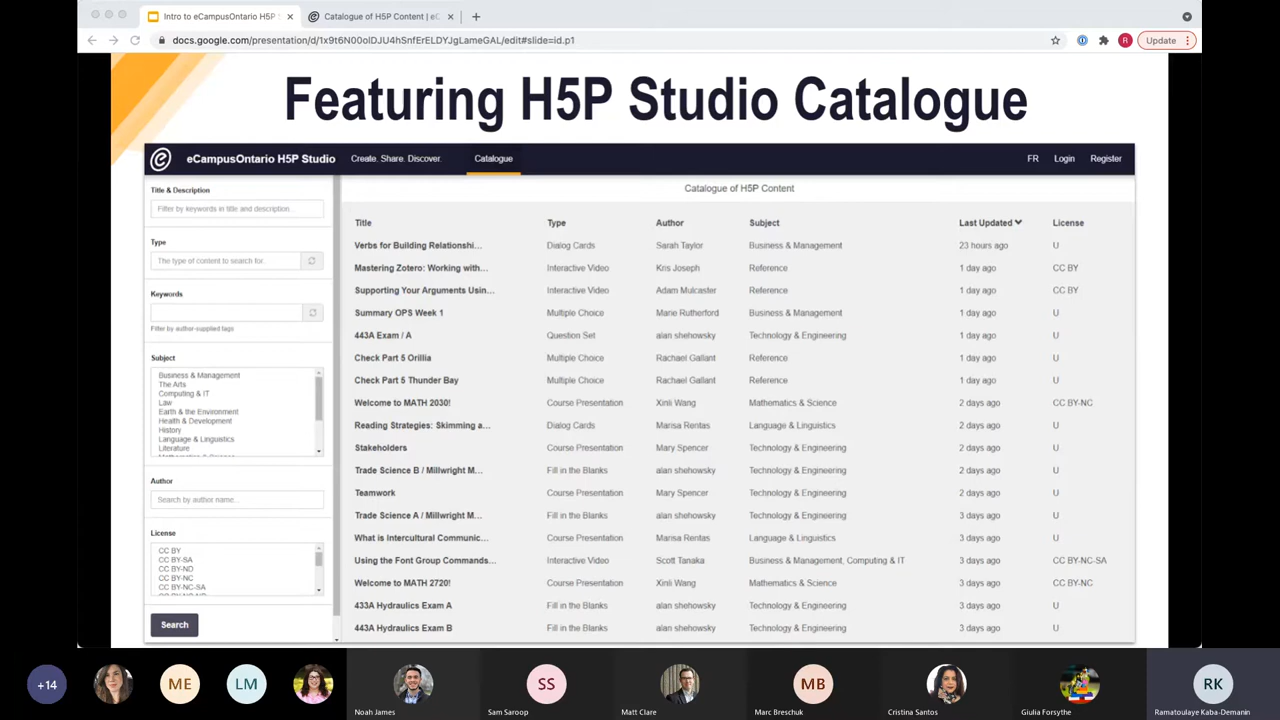 Intro to eCampusOntario H5P
Catalogue of H5P Content | eC
docs.google.com/presentation/d/1x9t6N00olDJU4hSnfErELDYJgLameGAL/edit#slide=id.p1
R
Update
Featuring H5P Studio Catalogue
eCampusOntario H5P Studio Create. Share. Discover. Catalogue FR Login Register
Title & Description
Filter by keywords in title and description.
Type
The type of content to search for.
Keywords
Filter by author-supplied tags
Subject
Business & Management
The Arts
Computing & IT
Law
Earth & the Environment
Health & Development
History
Language & Linguistics
Literature
Author
Search by author name..
License
CC BY
CC BY-SA
CC BY-ND
CC BY-NC
CC BY-NC-SA
CC BY-NC-ND
Search
Catalogue of H5P Content
Title Type Author Subject Last Updated License
Verbs for Building Relationshi... Dialog Cards Sarah Taylor Business & Management 23 hours ago U
Mastering Zotero: Working with... Interactive Video Kris Joseph Reference 1 day ago CC BY
Supporting Your Arguments Usin... Interactive Video Adam Mulcaster Reference 1 day ago CC BY
Summary OPS Week 1 Multiple Choice Marie Rutherford Business & Management 1 day ago U
443A Exam / A Question Set alan shehowsky Technology & Engineering 1 day ago U
Check Part 5 Orillia Multiple Choice Rachael Gallant Reference 1 day ago U
Check Part 5 Thunder Bay Multiple Choice Rachael Gallant Reference 1 day ago U
Welcome to MATH 2030! Course Presentation Xinli Wang Mathematics & Science 2 days ago CC BY-NC
Reading Strategies: Skimming a... Dialog Cards Marisa Rentas Language & Linguistics 2 days ago U
Stakeholders Course Presentation Mary Spencer Technology & Engineering 2 days ago U
Trade Science B / Millwright M... Fill in the Blanks alan shehowsky Technology & Engineering 2 days ago U
Teamwork Course Presentation Mary Spencer Technology & Engineering 2 days ago U
Trade Science A / Millwright M... Fill in the Blanks alan shehowsky Technology & Engineering 3 days ago U
What is Intercultural Communic... Course Presentation Marisa Rentas Language & Linguistics 3 days ago U
Using the Font Group Commands... Interactive Video Scott Tanaka Business & Management, Computing & IT 3 days ago CC BY-NC-SA
Welcome to MATH 2720! Course Presentation Xinli Wang Mathematics & Science 3 days ago CC BY-NC
433A Hydraulics Exam A Fill in the Blanks alan shehowsky Technology & Engineering 3 days ago U
443A Hydraulics Exam B Fill in the Blanks alan shehowsky Technology & Engineering 3 days ago U
+14 ME LM SS MB RK
Noah James Sam Saroop Matt Clare Marc Breschuk Cristina Santos Giulia Forsythe Ramatoulaye Kaba-Demanin